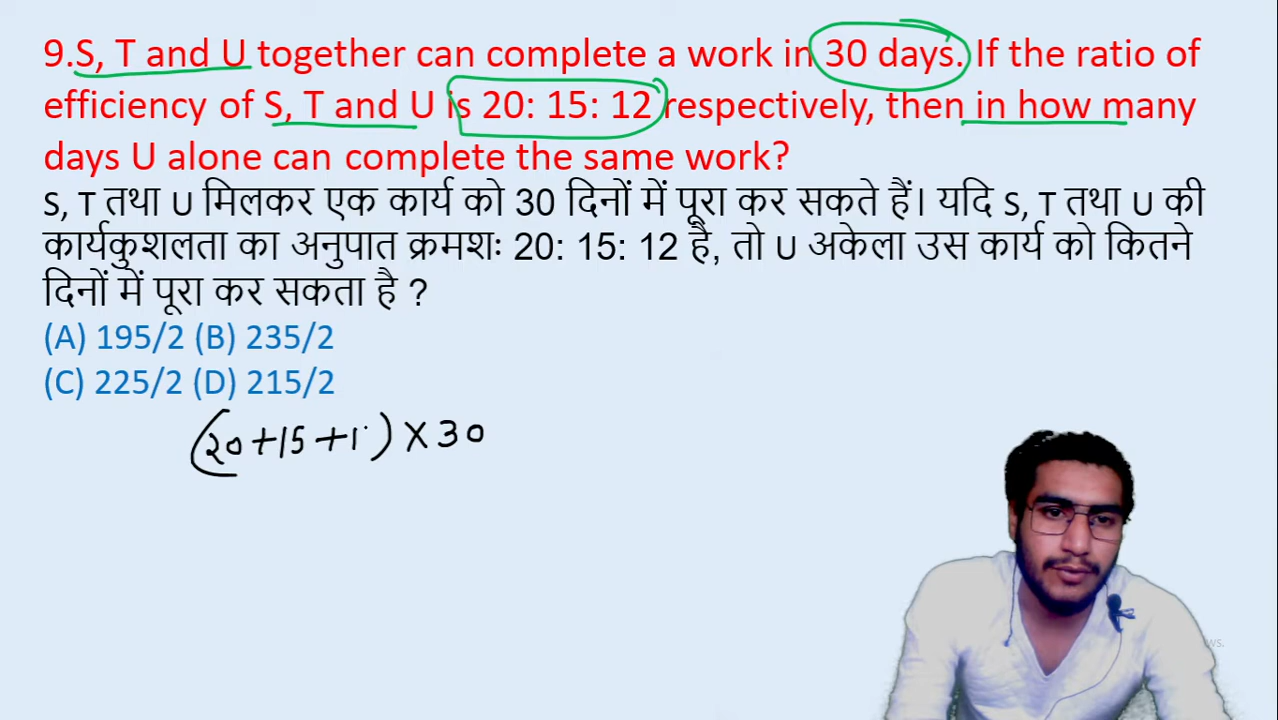 9.S, T and U together can complete a work in 30 days. If the ratio of
efficiency of S, T and U is 20: 15: 12 respectively, then in how many
days U alone can complete the same work?
S, T तथा U मिलकर एक कार्य को 30 दिनों में पूरा कर सकते हैं। यदि S, T तथा U की
कार्यकुशलता का अनुपात क्रमशः 20: 15: 12 है, तो U अकेला उस कार्य को कितने
दिनों में पूरा कर सकता है ?
(A) 195/2 (B) 235/2
(C) 225/2 (D) 215/2
(20+15+1 ) X 30
ws.